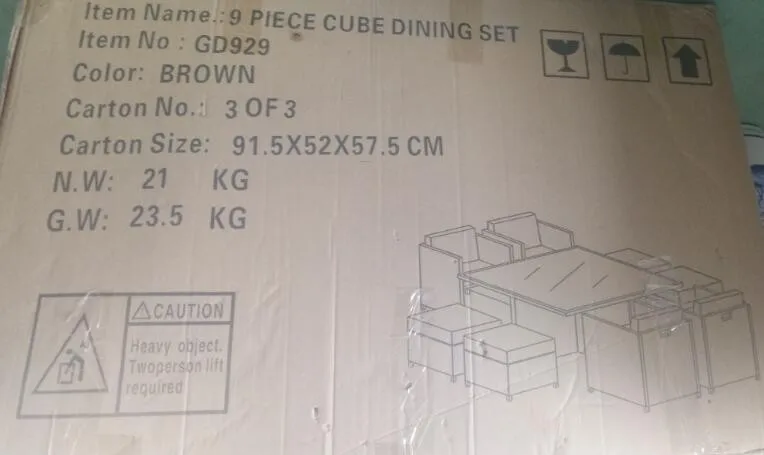 Item Name.: 9 PIECE CUBE DINING SET
Item No : GD929
Color: BROWN
Carton No.: 3 OF 3
Carton Size: 91.5X52X57.5 CM
N.W: 21 KG
G.W: 23.5 KG
CAUTION
Heavy object.
Twoperson lift
required